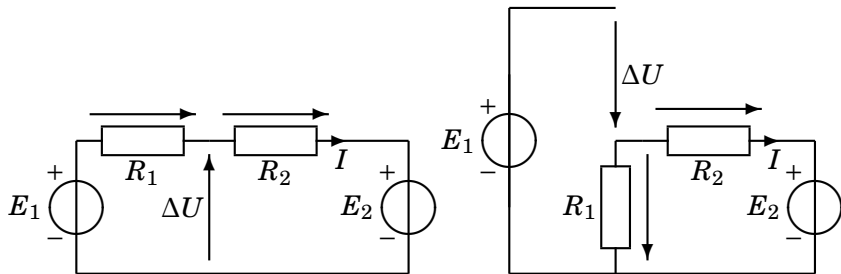 +
E₁
−
R₁
ΔU
R₂
I
+
E₂
−
+
E₁
−
ΔU
R₁
R₂
I
+
E₂
−